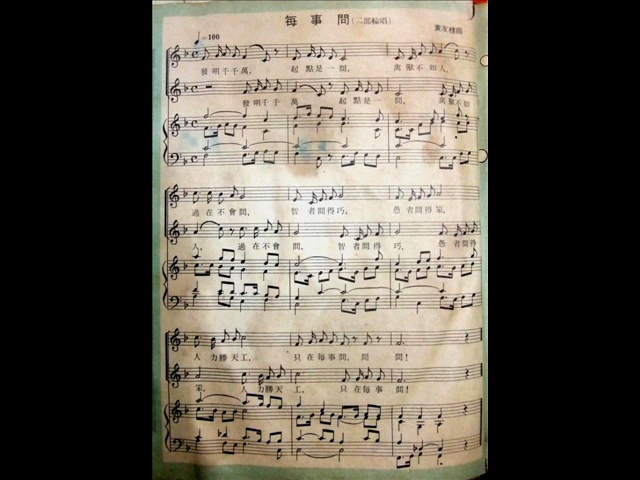 每事問(二部輪唱)
黃友棣曲
♩=100
發明千千萬, 起點是一問, 禽獸不如人,
發明千千萬 起點是一問, 禽獸不如
過在不會問, 智者問得巧, 愚者問得笨,
人, 過在不會問, 智者問得巧, 愚者問得
人力勝天工, 只在每事問, 問問!
笨, 人力勝天工, 只在每事問!